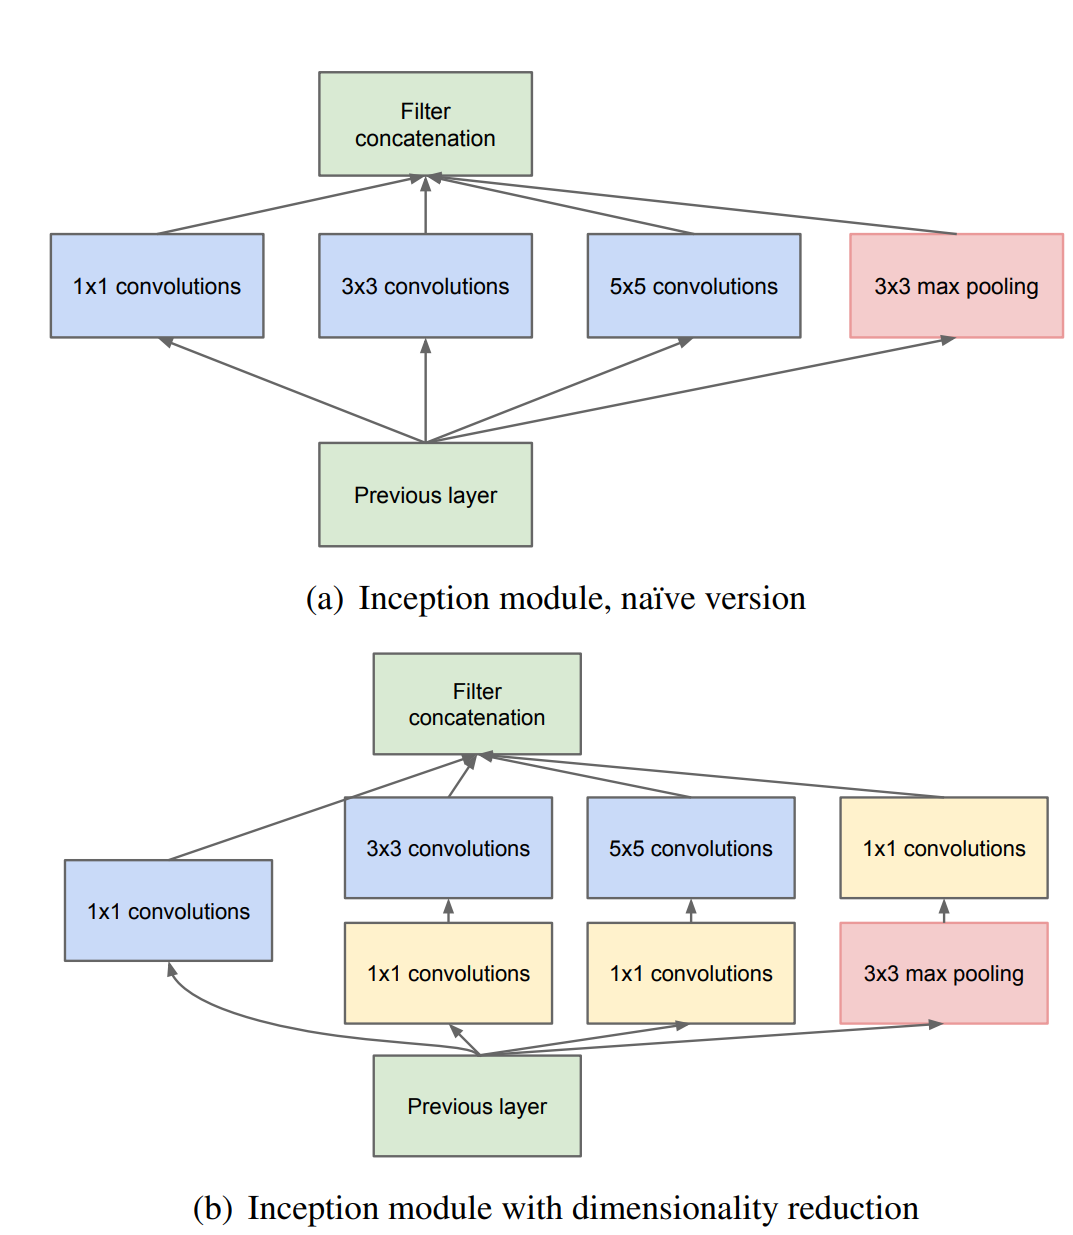 Filter
concatenation
1x1 convolutions
3x3 convolutions
5x5 convolutions
3x3 max pooling
Previous layer
(a) Inception module, naïve version
Filter
concatenation
3x3 convolutions
5x5 convolutions
1x1 convolutions
1x1 convolutions
1x1 convolutions
1x1 convolutions
3x3 max pooling
Previous layer
(b) Inception module with dimensionality reduction